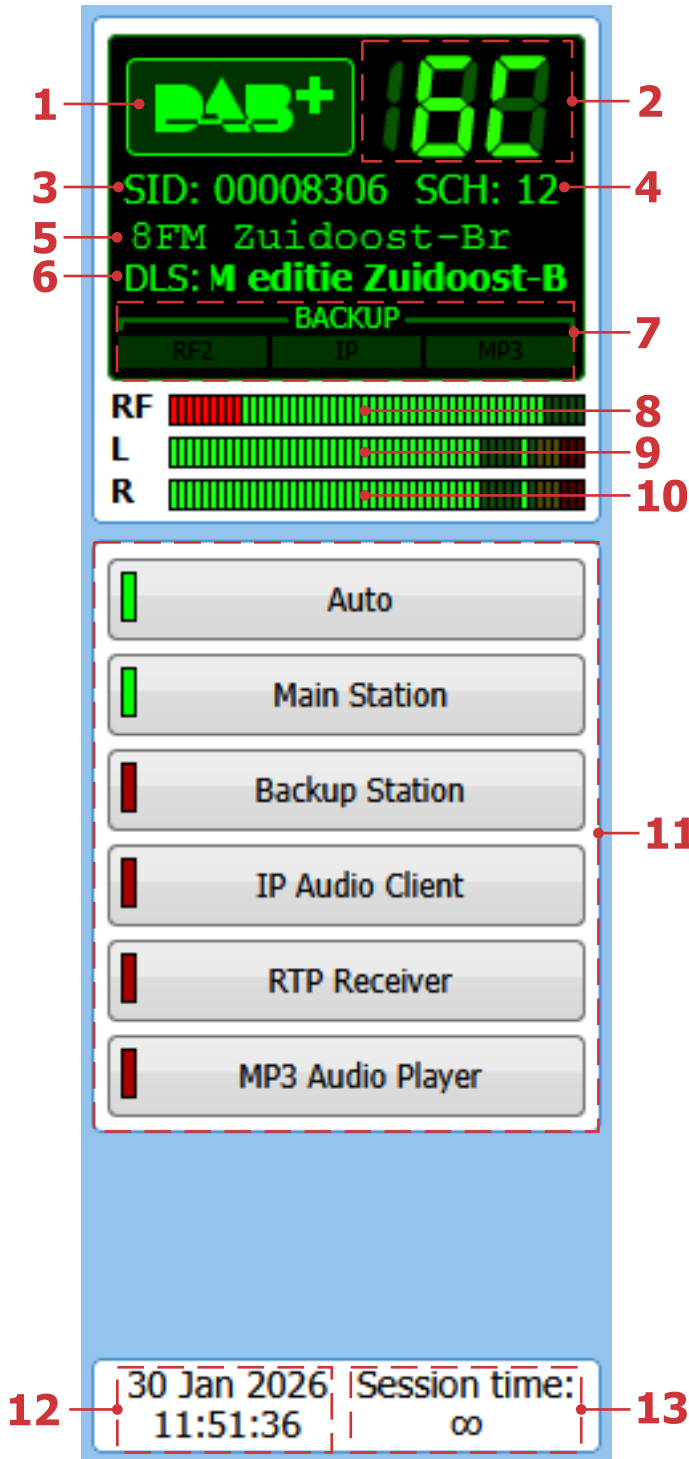 1 DAB+ 6C 2
3 SID: 00008306 SCH: 12 4
5 8FM Zuidoost-Br
6 DLS: M editie Zuidoost-B
BACKUP 7
RF2 IP MP3
RF 8
L 9
R 10
Auto
Main Station
Backup Station
11
IP Audio Client
RTP Receiver
MP3 Audio Player
30 Jan 2026 Session time:
12 11:51:36 ∞ 13